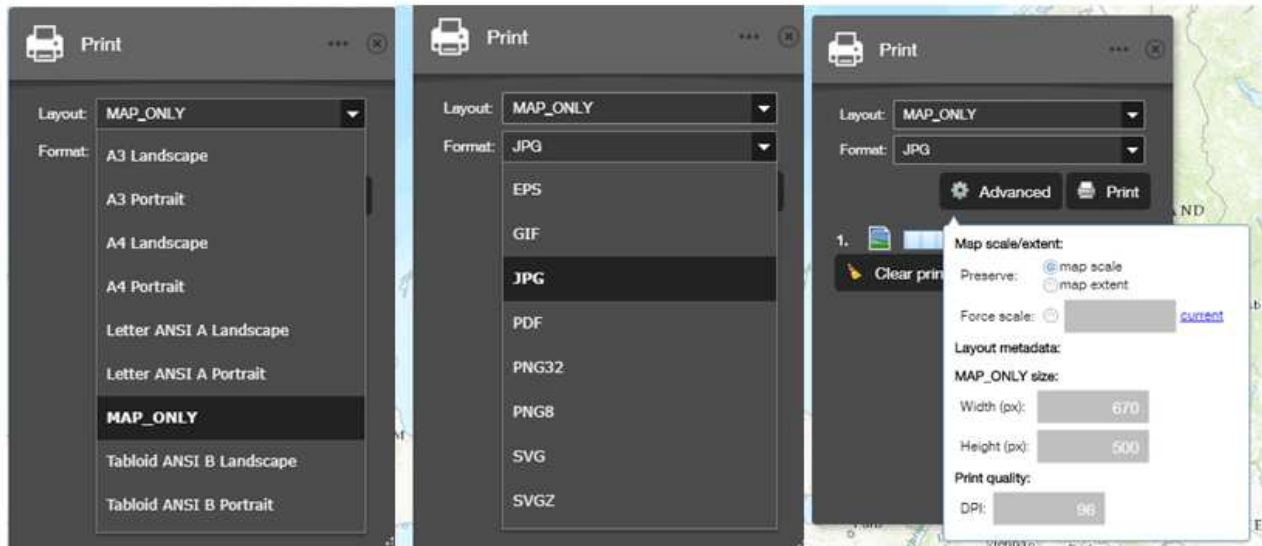 Print
Layout: MAP_ONLY
Format:
A3 Landscape
A3 Portrait
A4 Landscape
A4 Portrait
Letter ANSI A Landscape
Letter ANSI A Portrait
MAP_ONLY
Tabloid ANSI B Landscape
Tabloid ANSI B Portrait
Print
Layout: MAP_ONLY
Format: JPG
EPS
GIF
JPG
PDF
PNG32
PNG8
SVG
SVGZ
Print
Layout: MAP_ONLY
Format: JPG
Advanced Print
1.
Clear prin
Map scale/extent:
Preserve: map scale
map extent
Force scale: current
Layout metadata:
MAP_ONLY size:
Width (px): 670
Height (px): 500
Print quality:
DPI: 96